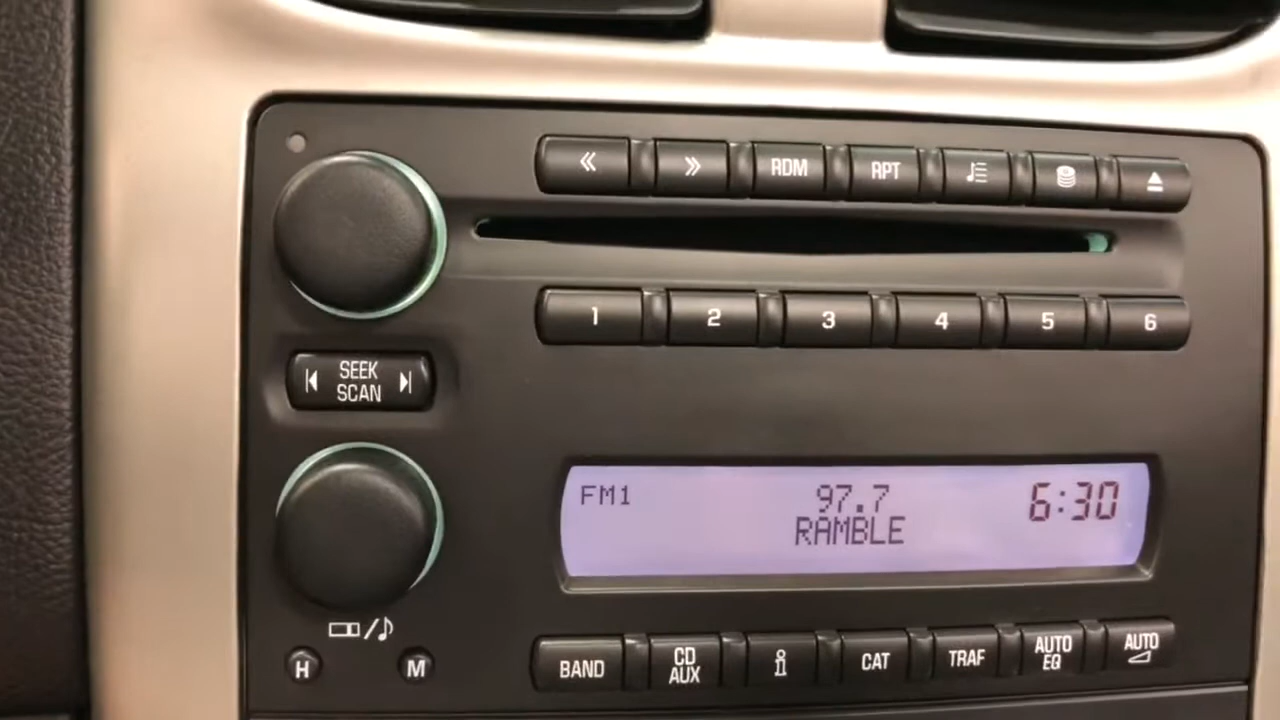 RDM RPT
1 2 3 4 5 6
SEEK
SCAN
FM1 97.7 6:30
RAMBLE
H M
BAND CD AUX i CAT TRAF AUTO EQ AUTO